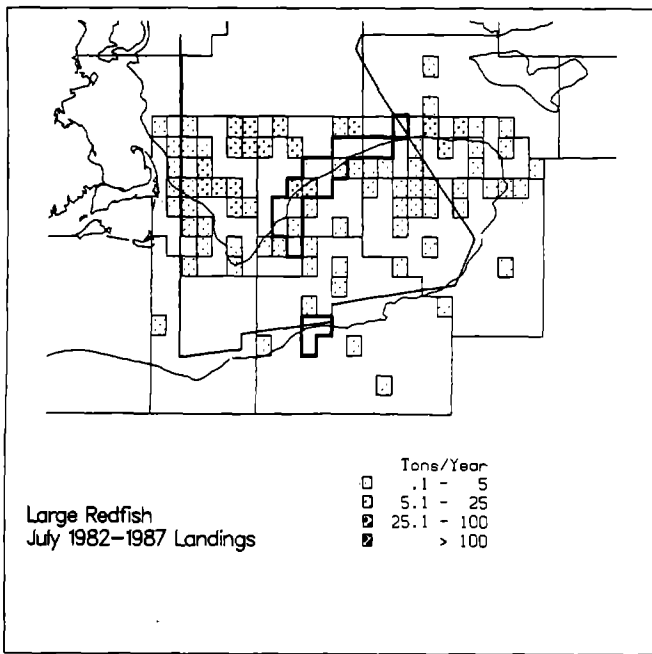 Tons/Year
.1 - 5
5.1 - 25
25.1 - 100
> 100
Large Redfish
July 1982-1987 Landings